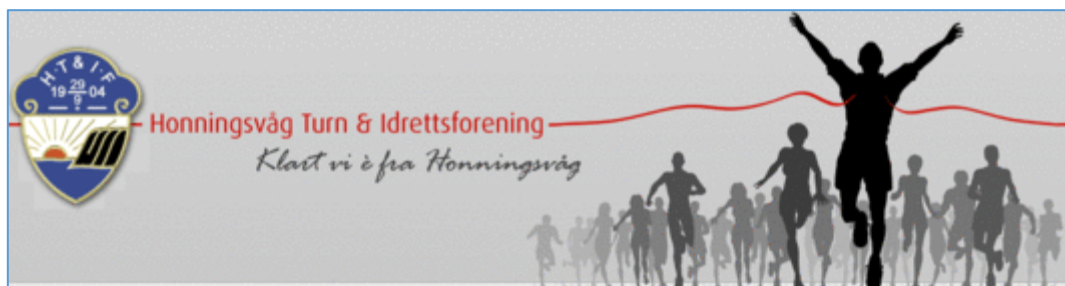 H·T&I·F
19 29/9 04
Honningsvåg Turn & Idrettsforening
Klart vi è fra Honningsvåg